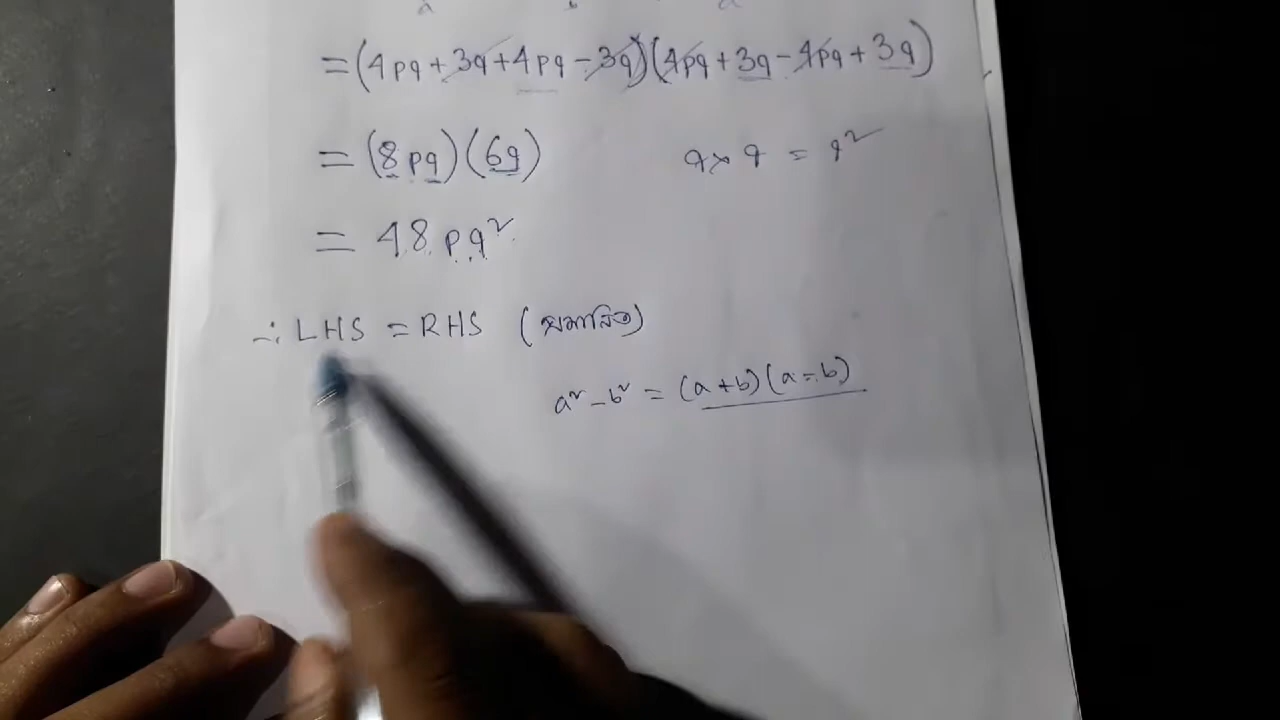 = (4pq + 3q + 4pq - 3q)(4pq + 3q - 4pq + 3q)
= (8pq)(6q) q × q = q²
= 48pq²
∴ LHS = RHS (প্রমাণিত)
a² - b² = (a + b)(a - b)